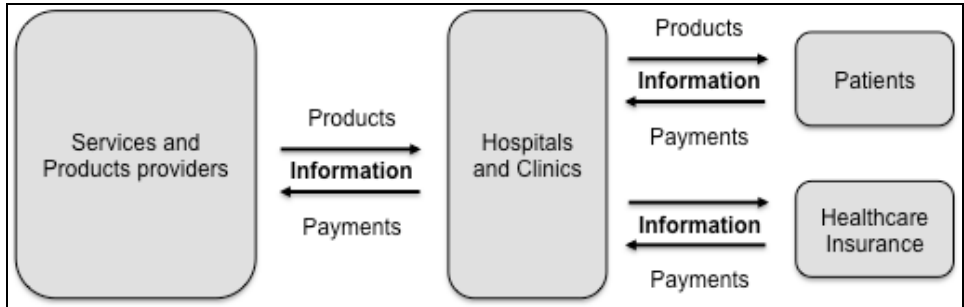 Services and
Products providers
Products
Information
Payments
Hospitals
and Clinics
Products
Information
Payments
Patients
Information
Payments
Healthcare
Insurance